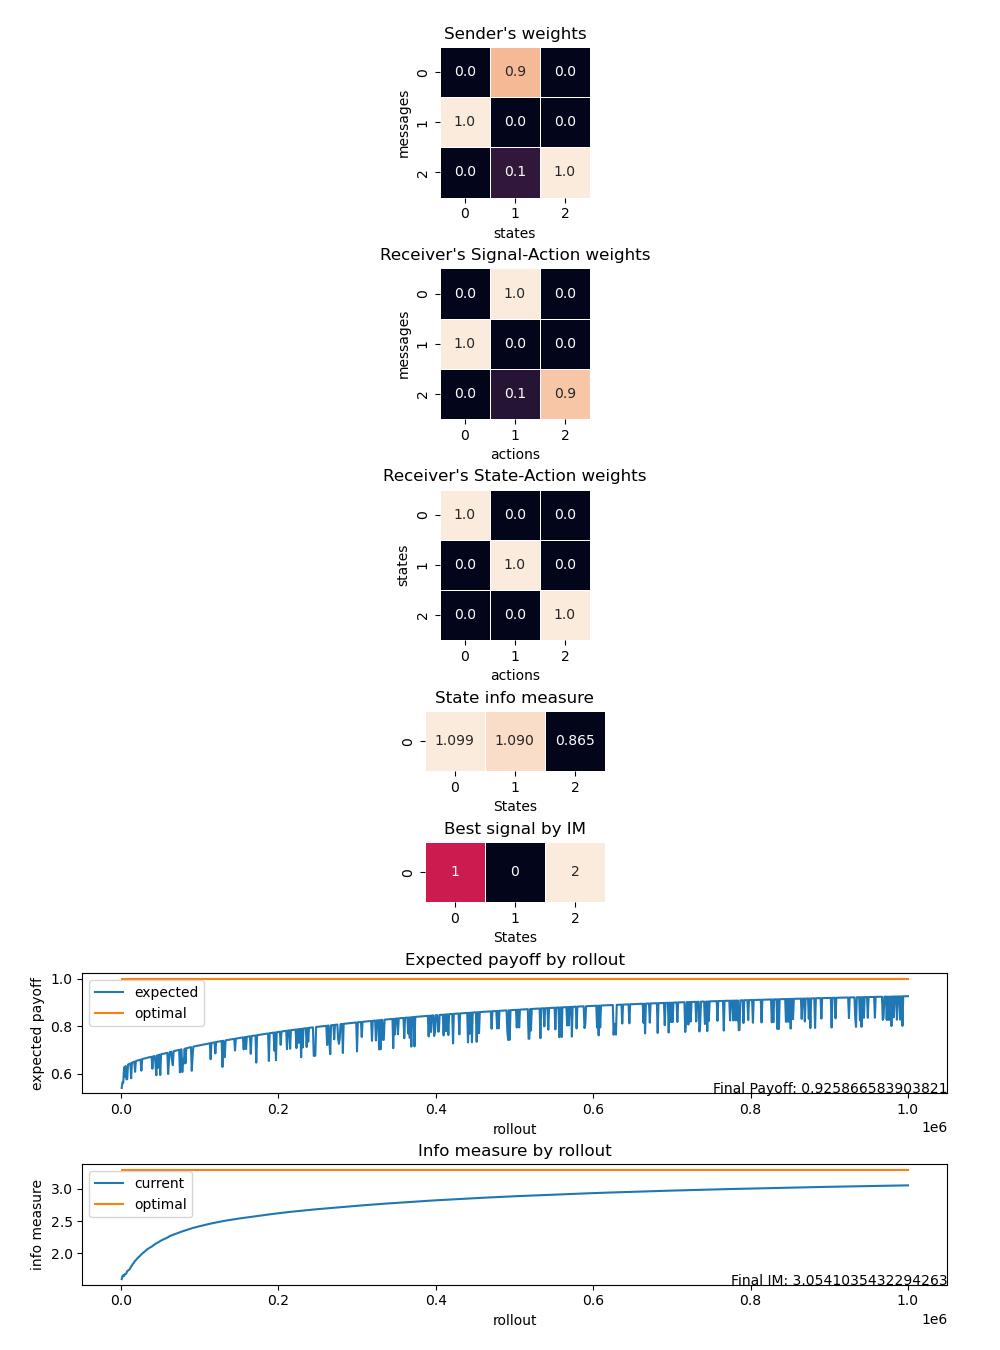 Sender's weights
messages
0 0.0 0.9 0.0
1 1.0 0.0 0.0
2 0.0 0.1 1.0
0 1 2
states
Receiver's Signal-Action weights
messages
0 0.0 1.0 0.0
1 1.0 0.0 0.0
2 0.0 0.1 0.9
0 1 2
actions
Receiver's State-Action weights
states
0 1.0 0.0 0.0
1 0.0 1.0 0.0
2 0.0 0.0 1.0
0 1 2
actions
State info measure
0 1.099 1.090 0.865
0 1 2
States
Best signal by IM
0 1 0 2
0 1 2
States
Expected payoff by rollout
expected payoff
1.0
0.8
0.6
expected
optimal
Final Payoff: 0.925866583903821
0.0 0.2 0.4 0.6 0.8 1.0
1e6
rollout
Info measure by rollout
info measure
3.0
2.5
2.0
current
optimal
Final IM: 3.0541035432294263
0.0 0.2 0.4 0.6 0.8 1.0
1e6
rollout